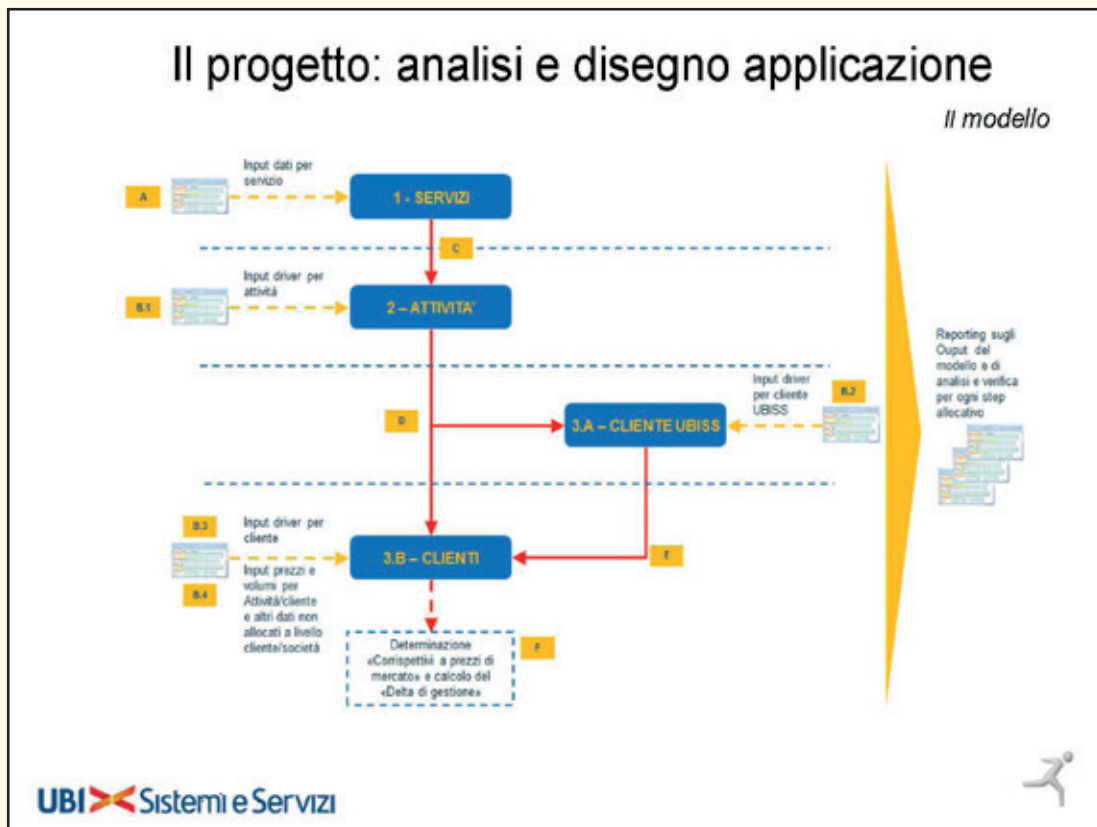 Il progetto: analisi e disegno applicazione
Il modello
Input dati per
servizio
A
1 - SERVIZI
C
Input driver per
attività
B.1
2 – ATTIVITA'
Reporting sugli
Ouput del
modello e di
analisi e verifica
per ogni step
allocativo
Input driver
per cliente
UBISS
B.2
D
3.A – CLIENTE UBISS
B.3
Input driver per
cliente
3.B – CLIENTI
E
Input prezzi e
volumi per
Attività/cliente
e altri dati non
allocati a livello
cliente/società
B.4
Determinazione
«Corrispettivi a prezzi di
mercato» e calcolo del
«Delta di gestione»
F
UBI Sistemi e Servizi